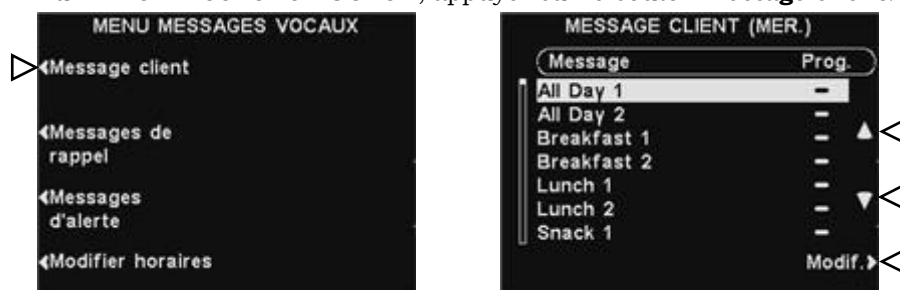 MENU MESSAGES VOCAUX
Message client
Messages de
rappel
Messages
d'alerte
Modifier horaires
MESSAGE CLIENT (MER.)
Message Prog.
All Day 1 –
All Day 2 –
Breakfast 1 –
Breakfast 2 –
Lunch 1 –
Lunch 2 –
Snack 1 –
Modif.